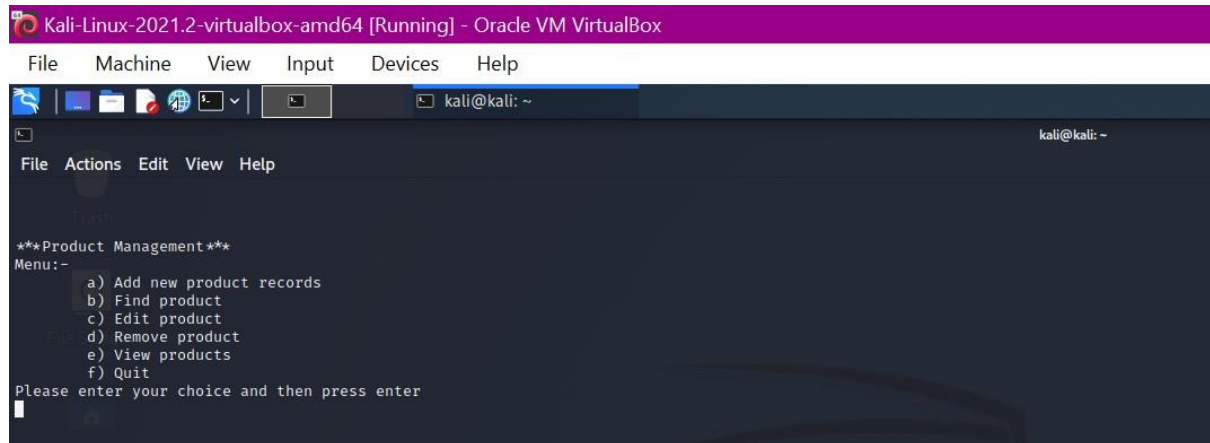 Kali-Linux-2021.2-virtualbox-amd64 [Running] - Oracle VM VirtualBox
File Machine View Input Devices Help
kali@kali: ~
kali@kali: ~
File Actions Edit View Help
Trash
***Product Management***
Menu:-
a) Add new product records
b) Find product
c) Edit product
d) Remove product
e) View products
f) Quit
Please enter your choice and then press enter